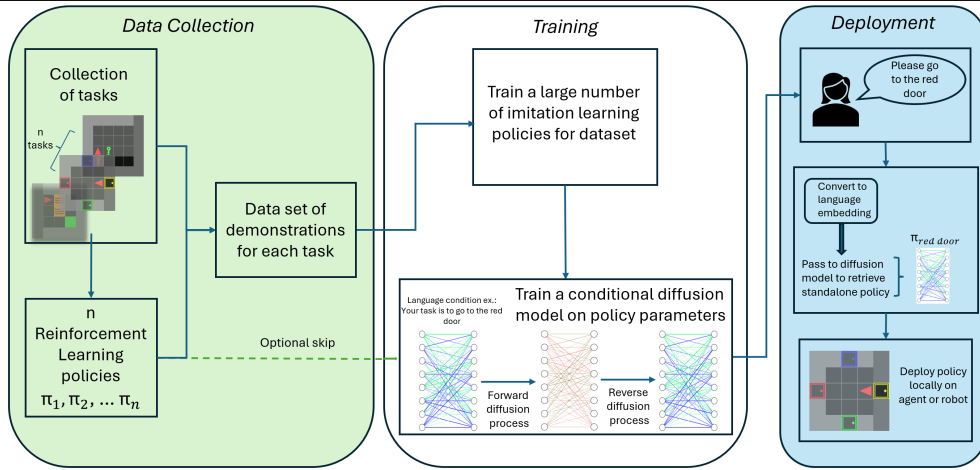 Data Collection
Collection
of tasks
n
tasks
n
Reinforcement
Learning
policies
π1, π2, ... πn
Data set of
demonstrations
for each task
Optional skip
Training
Train a large number
of imitation learning
policies for dataset
Language condition ex.:
Your task is to go to the red
door
Train a conditional diffusion
model on policy parameters
Forward
diffusion
process
Reverse
diffusion
process
Deployment
Please go
to the red
door
Convert to
language
embedding
πred door
Pass to diffusion
model to retrieve
standalone policy
Deploy policy
locally on
agent or robot